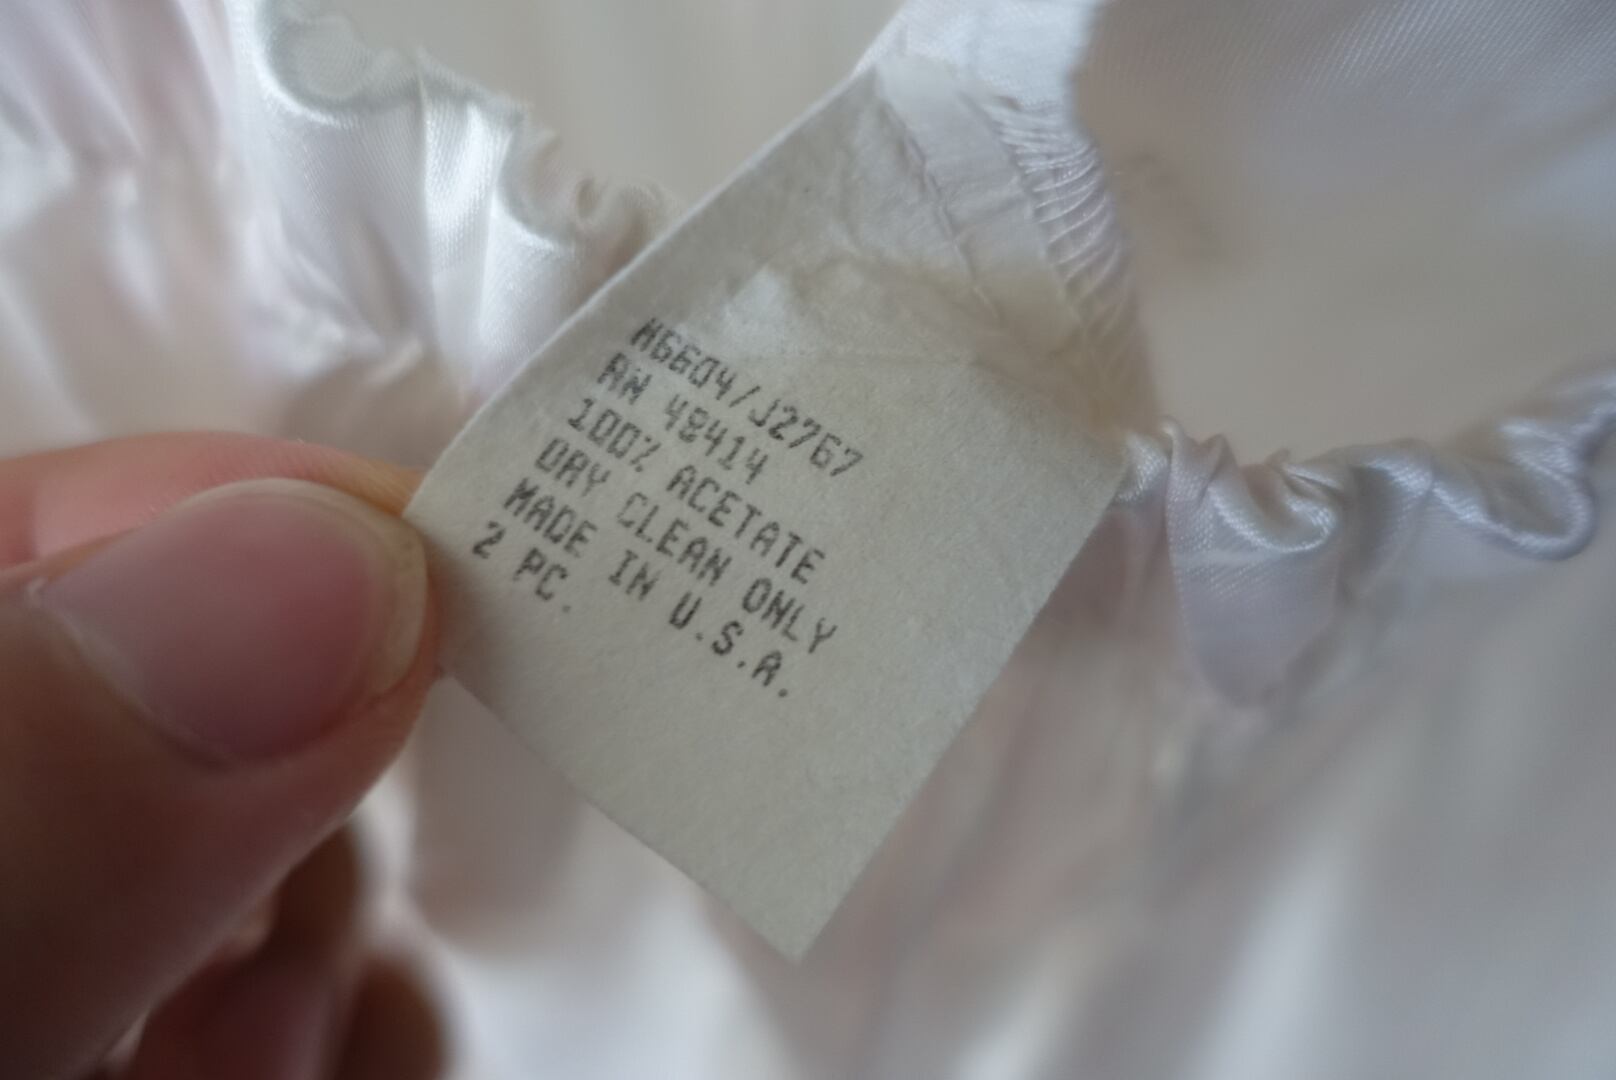 H6604/J2767
RN 48414
100% ACETATE
DRY CLEAN ONLY
MADE IN U.S.A.
2 PC.